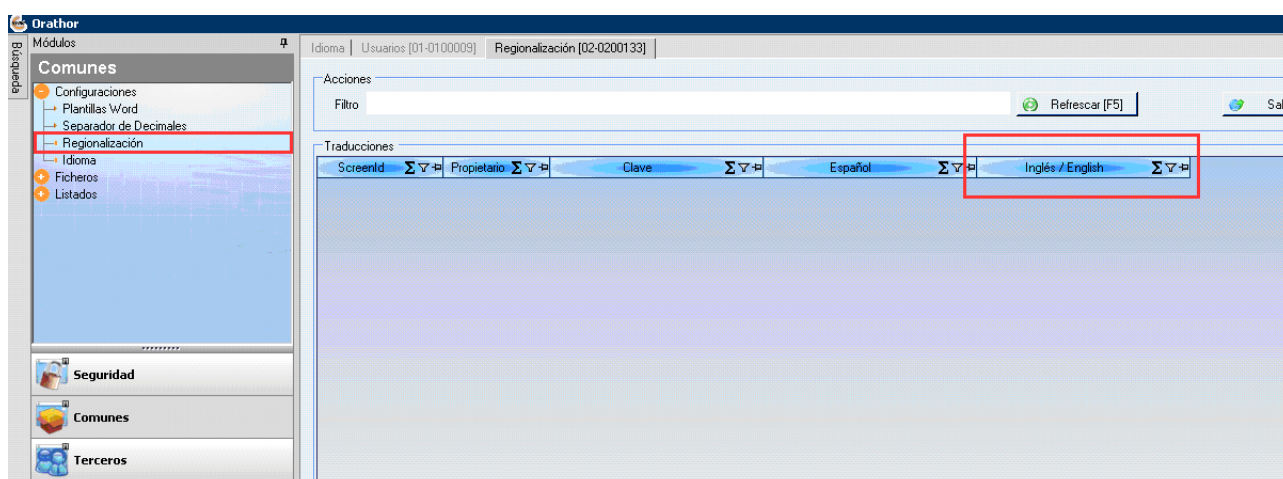 Orathor
Búsqueda
Módulos
Comunes
Configuraciones
Plantillas Word
Separador de Decimales
Regionalización
Idioma
Ficheros
Listados
Seguridad
Comunes
Terceros
Idioma Usuarios [01-0100009] Regionalización [02-0200133]
Acciones
Filtro Refrescar [F5] Sal
Traducciones
ScreenId Σ Propietario Σ Clave Σ Español Σ Inglés / English Σ